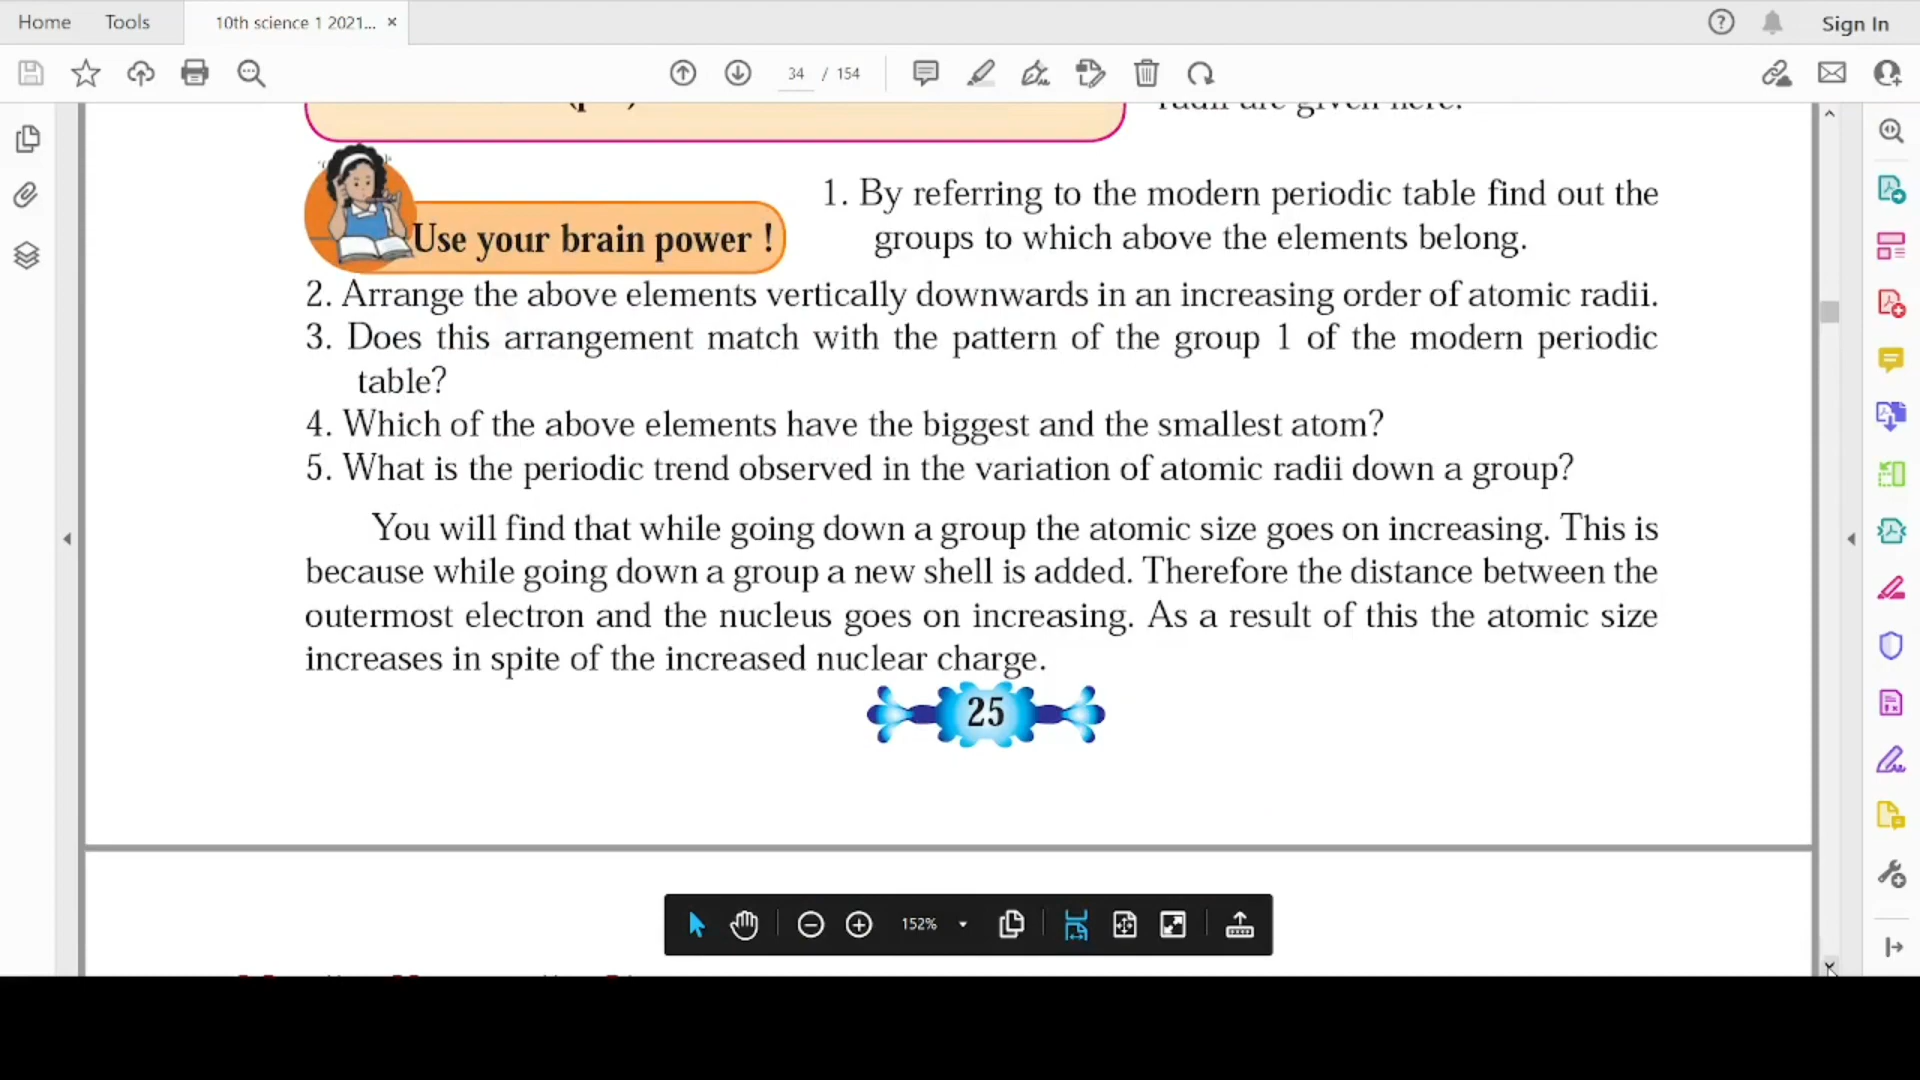 Home Tools 10th science 1 2021... × Sign In
34 / 154
radii are given here.
1. By referring to the modern periodic table find out the
groups to which above the elements belong.
Use your brain power !
2. Arrange the above elements vertically downwards in an increasing order of atomic radii.
3. Does this arrangement match with the pattern of the group 1 of the modern periodic
table?
4. Which of the above elements have the biggest and the smallest atom?
5. What is the periodic trend observed in the variation of atomic radii down a group?
You will find that while going down a group the atomic size goes on increasing. This is
because while going down a group a new shell is added. Therefore the distance between the
outermost electron and the nucleus goes on increasing. As a result of this the atomic size
increases in spite of the increased nuclear charge.
25
152%